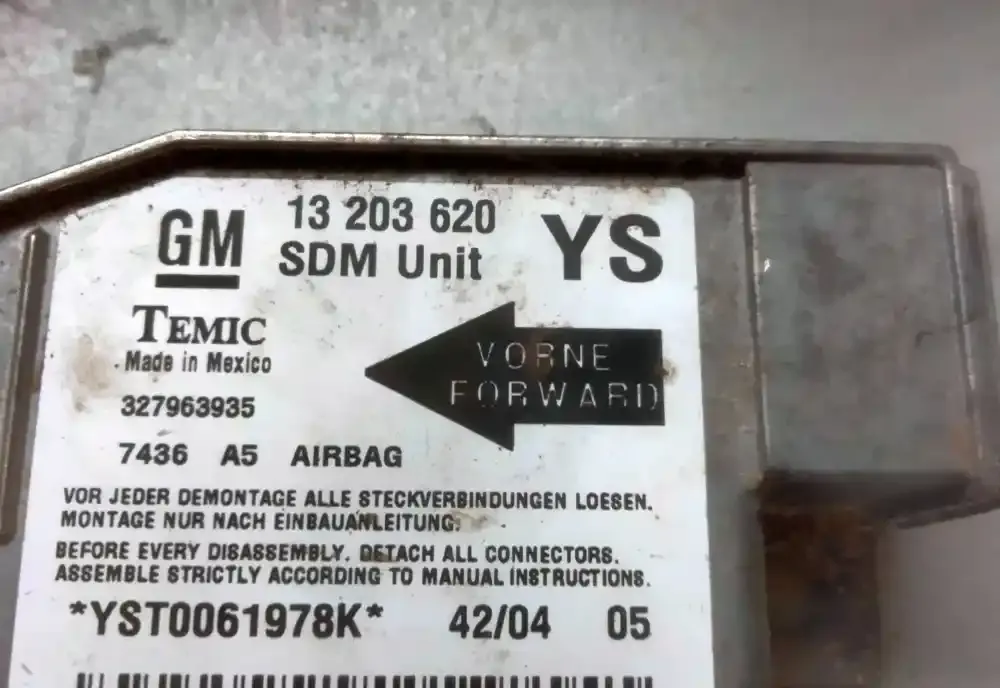 GM 13 203 620 YS
SDM Unit
TEMIC
Made in Mexico
VORNE
FORWARD
327963935
7436 A5 AIRBAG
VOR JEDER DEMONTAGE ALLE STECKVERBINDUNGEN LOESEN.
MONTAGE NUR NACH EINBAUANLEITUNG.
BEFORE EVERY DISASSEMBLY. DETACH ALL CONNECTORS.
ASSEMBLE STRICTLY ACCORDING TO MANUAL INSTRUCTIONS.
*YST0061978K* 42/04 05